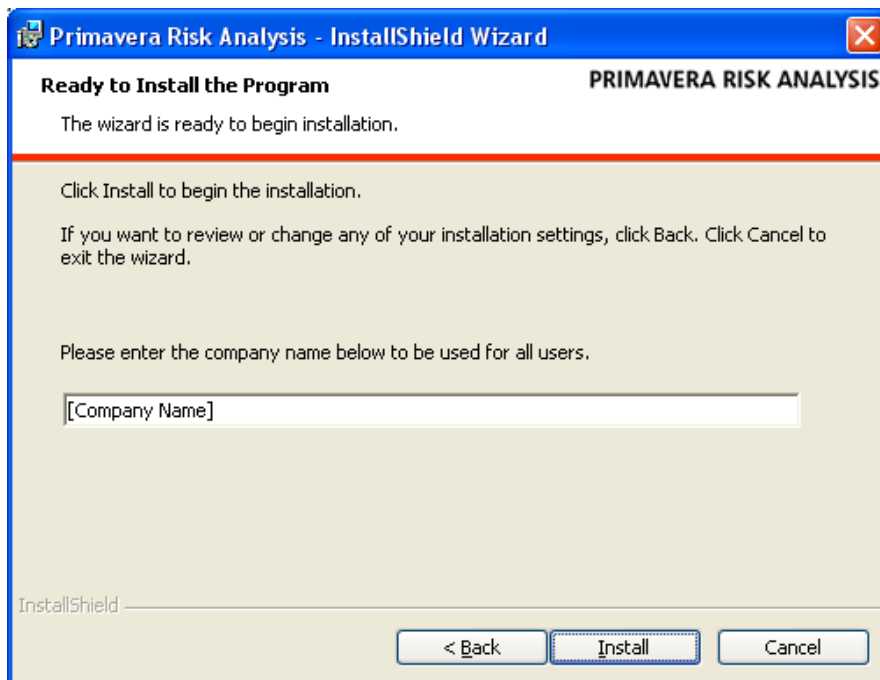 Primavera Risk Analysis - InstallShield Wizard
Ready to Install the Program
PRIMAVERA RISK ANALYSIS
The wizard is ready to begin installation.
Click Install to begin the installation.
If you want to review or change any of your installation settings, click Back. Click Cancel to
exit the wizard.
Please enter the company name below to be used for all users.
[Company Name]
InstallShield
< Back
Install
Cancel